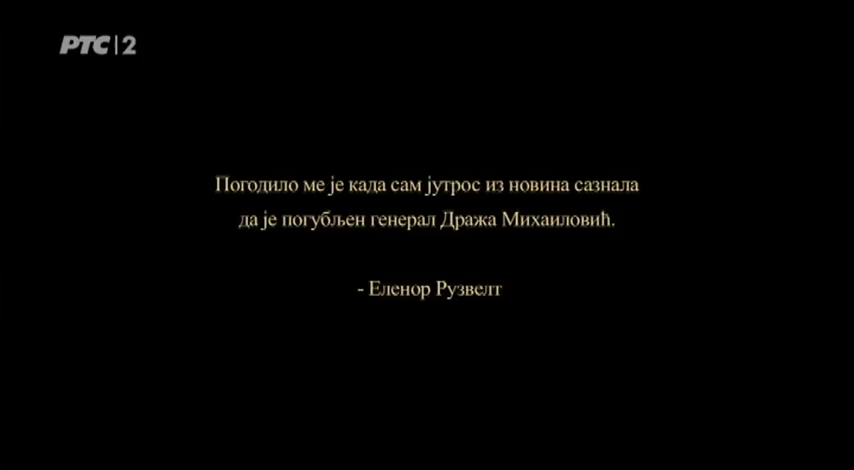 РТС|2
Погодило ме је када сам јутрос из новина сазнала
да је погубљен генерал Дража Михаиловић.
- Еленор Рузвелт